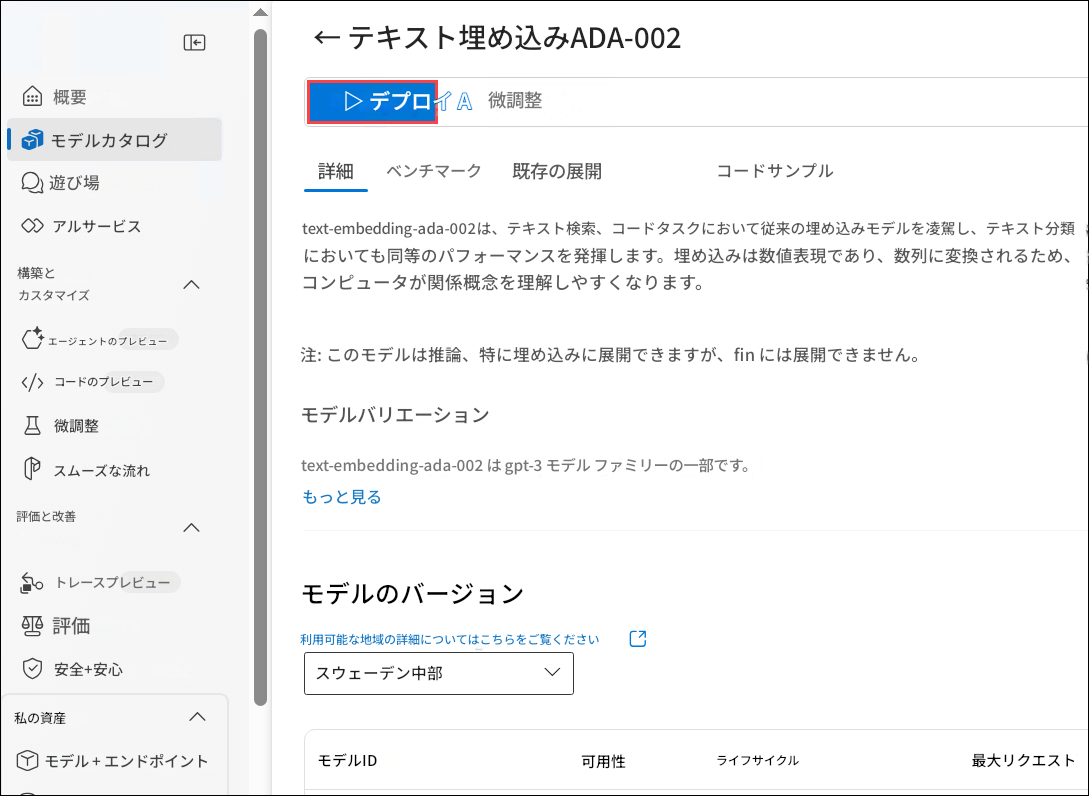 概要
モデルカタログ
遊び場
アルサービス
構築と
カスタマイズ
エージェントのプレビュー
コードのプレビュー
微調整
スムーズな流れ
評価と改善
トレースプレビュー
評価
安全+安心
私の資産
モデル + エンドポイント
← テキスト埋め込みADA-002
デプロイ A 微調整
詳細 ベンチマーク 既存の展開 コードサンプル
text-embedding-ada-002は、テキスト検索、コードタスクにおいて従来の埋め込みモデルを凌駕し、テキスト分類
においても同等のパフォーマンスを発揮します。埋め込みは数値表現であり、数列に変換されるため、
コンピュータが関係概念を理解しやすくなります。
注: このモデルは推論、特に埋め込みに展開できますが、fin には展開できません。
モデルバリエーション
text-embedding-ada-002 は gpt-3 モデル ファミリーの一部です。
もっと見る
モデルのバージョン
利用可能な地域の詳細についてはこちらをご覧ください
スウェーデン中部
モデルID 可用性 ライフサイクル 最大リクエスト